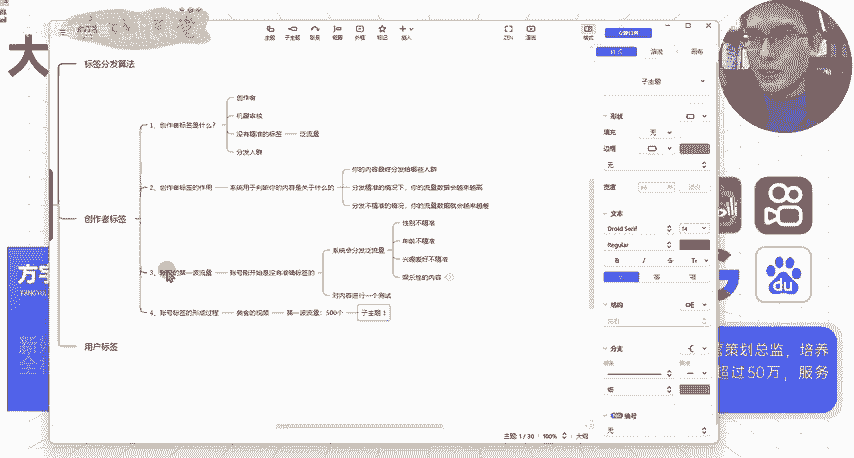 大
标签分发算法
创作者标签
用户标签
1、创作者标签是什么?
创作者
机器审核
没有精准的标签
泛流量
分发人群
2、创作者标签的作用
系统用于判断你的内容是关于什么的
你的内容最好分发给哪些人群
分发精准的情况下，你的流量数据会越来越高
分发不精准的情况，你的流量数据就会越来越差
的第一波流量
账号刚开始是没有准确标签的
系统会分发泛流量
性别不精准
年龄不精准
兴趣爱好不精准
娱乐性的内容
对内容进行一个测试
4、账号标签的形成过程
美食的视频
第一波流量：500个
子主题 1
主题
子主题
概要
外框
标记
插入
ZEN
演说
格式
样式
画布
子主题
形状
填充
无
边框
无
宽度
文本
Droid Serif
14
Regular
B
I
S
结构
分支
编号
无
主题: 1 / 30
100%
大纲
方宇
du
营策划总监，培养
超过50万，服务